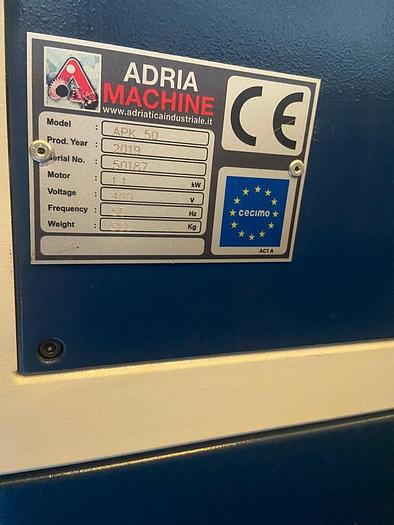 ADRIA
MACHINE
www.adriaticaindustriale.it
Model : APK 50
Prod. Year : 2019
Serial No. : 50187
Motor : 1.1 kW
Voltage : 400 V
Frequency : Hz
Weight : Kg
CE
cecimo
AC1 A